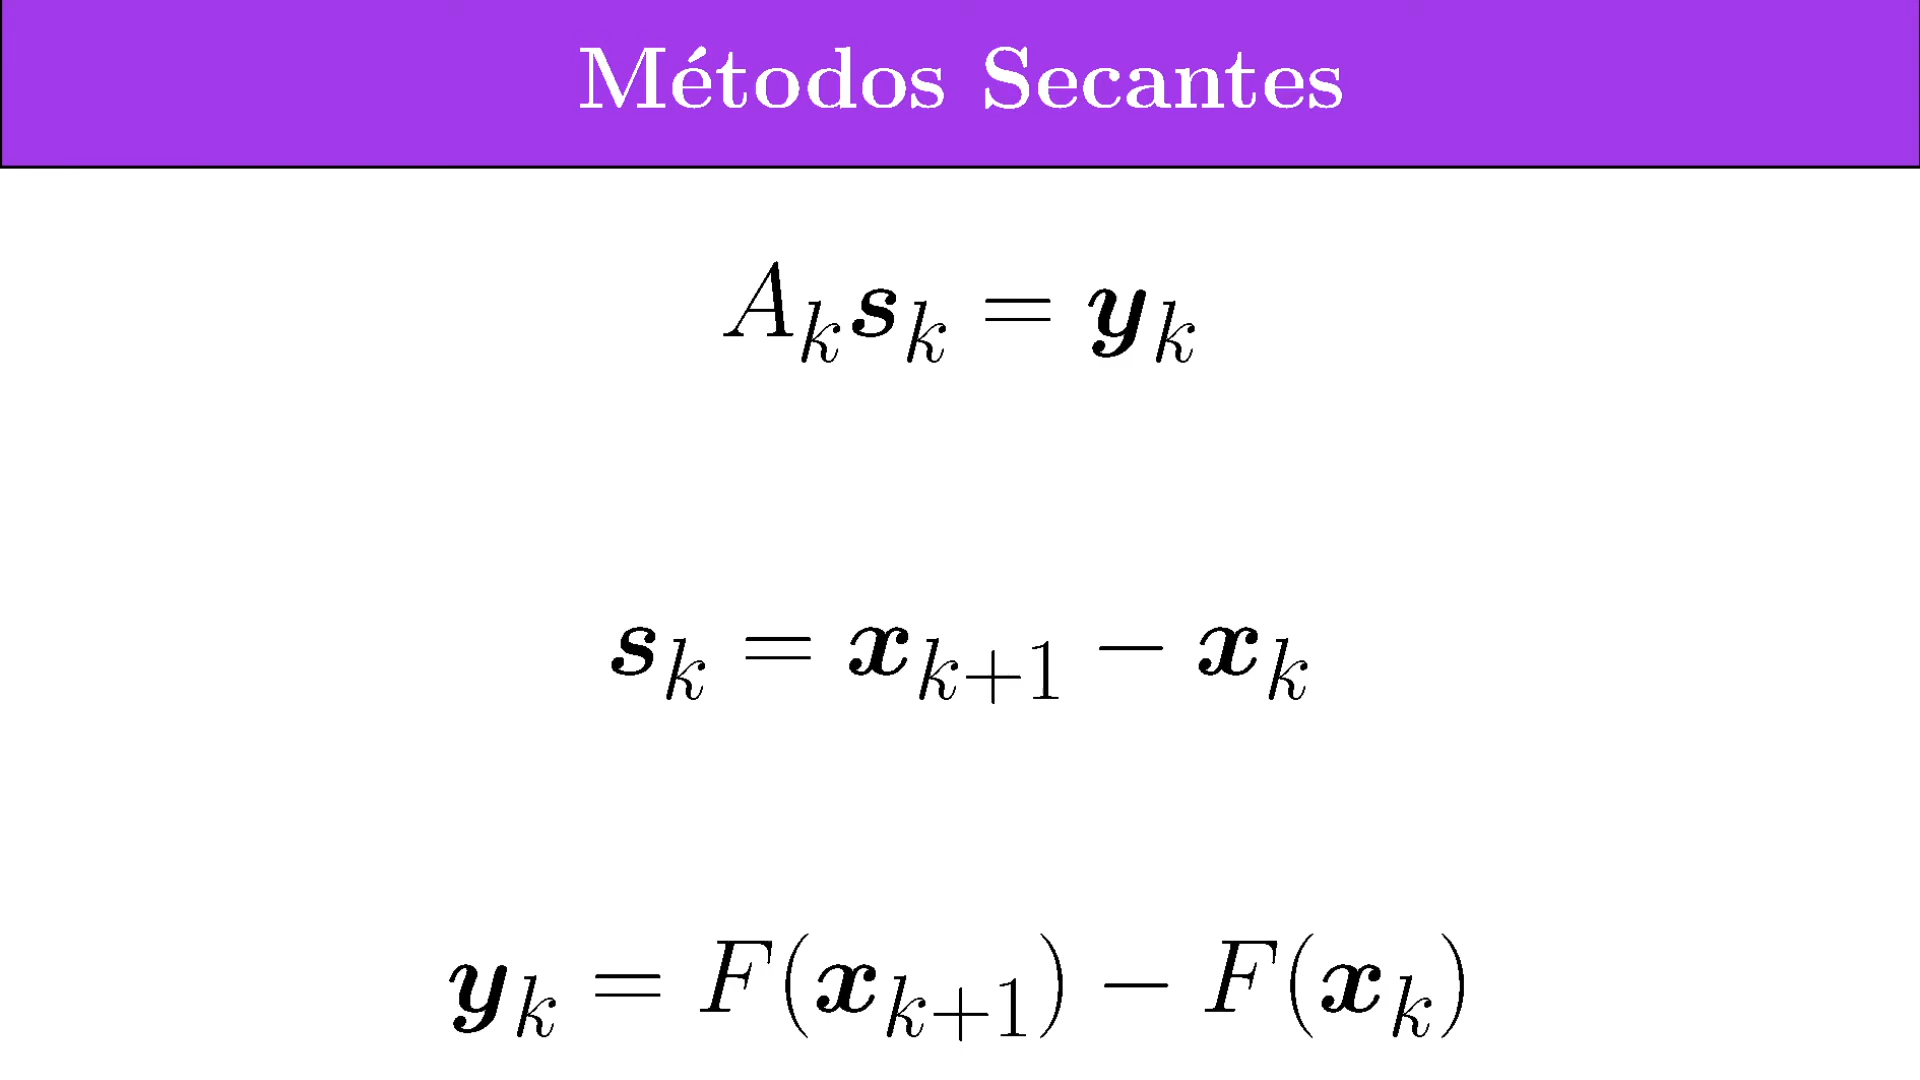 Métodos Secantes
A_k s_k = y_k
s_k = x_{k+1} − x_k
y_k = F(x_{k+1}) − F(x_k)